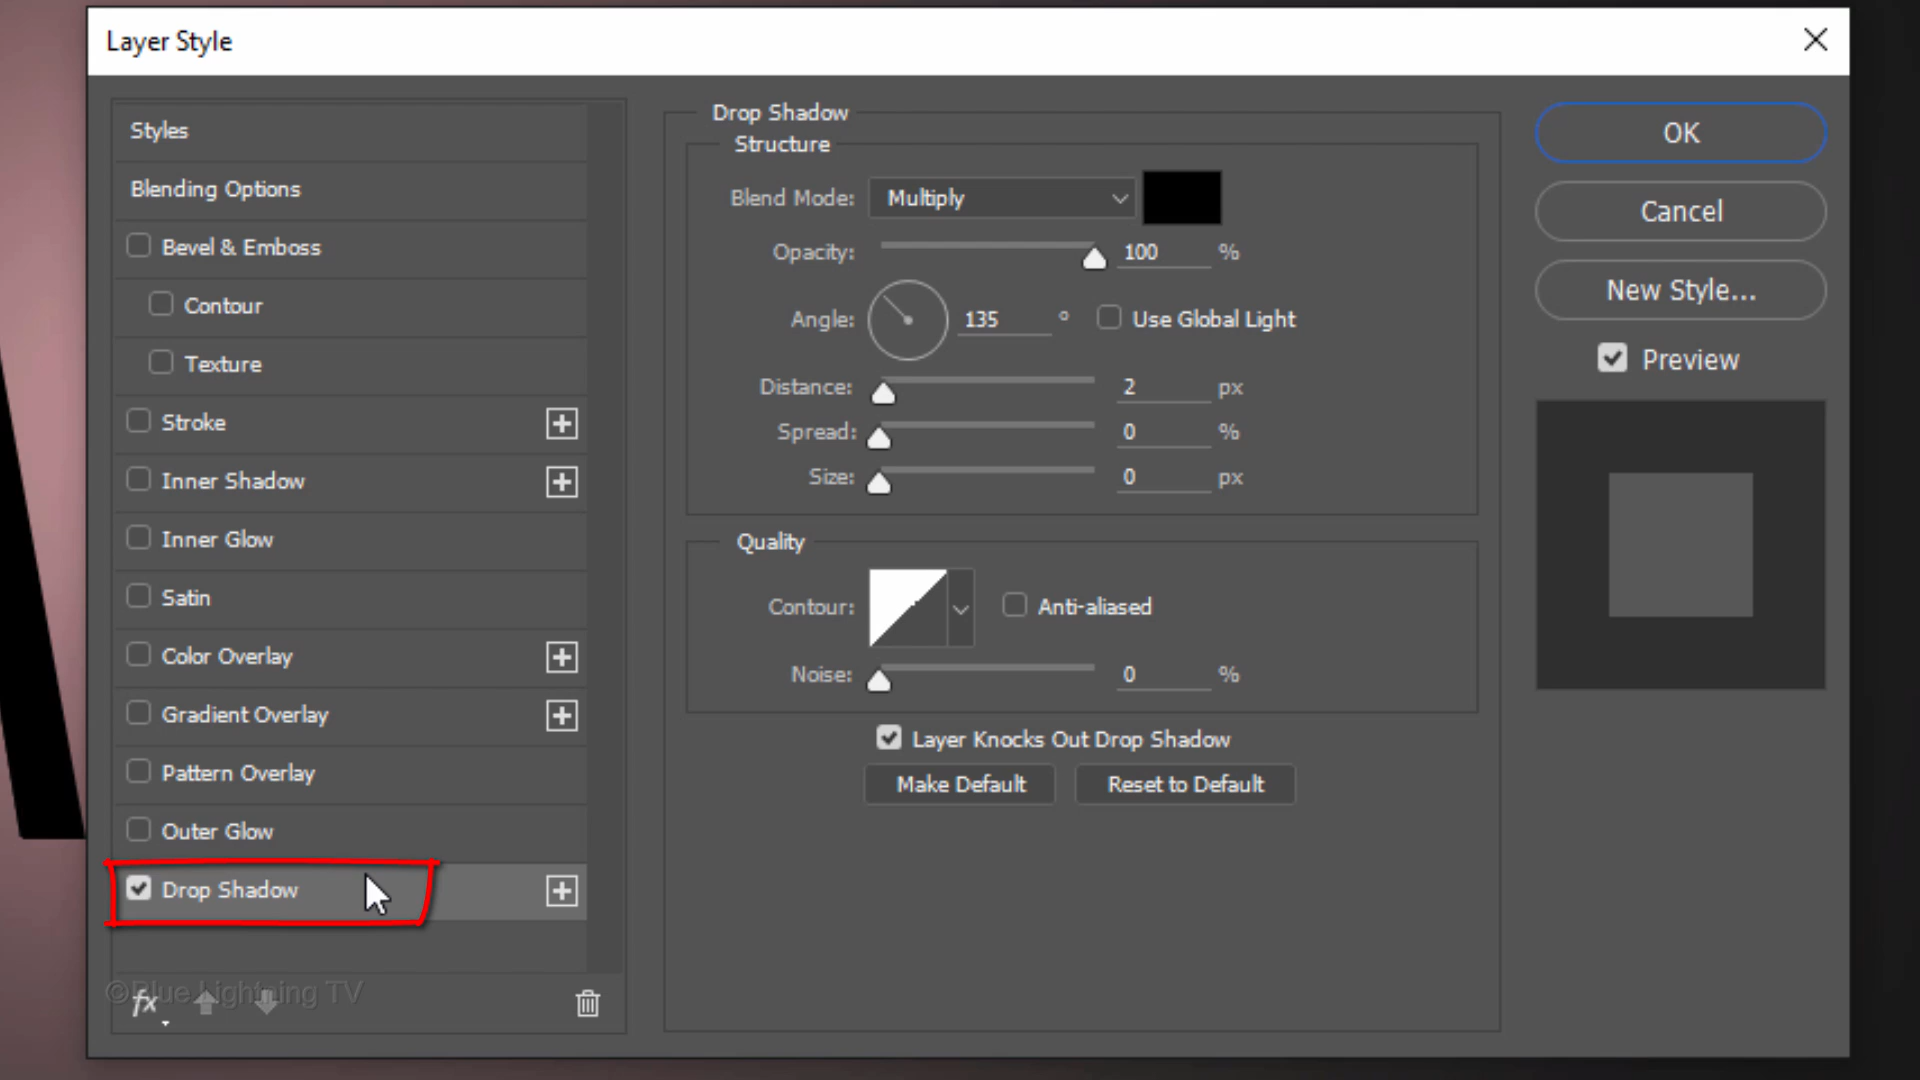 Layer Style
Styles
Blending Options
Bevel & Emboss
Contour
Texture
Stroke
Inner Shadow
Inner Glow
Satin
Color Overlay
Gradient Overlay
Pattern Overlay
Outer Glow
Drop Shadow
©Blue Lightning TV
fx
Drop Shadow
Structure
Blend Mode: Multiply
Opacity: 100 %
Angle: 135 ° Use Global Light
Distance: 2 px
Spread: 0 %
Size: 0 px
Quality
Contour: Anti-aliased
Noise: 0 %
Layer Knocks Out Drop Shadow
Make Default Reset to Default
OK
Cancel
New Style...
Preview